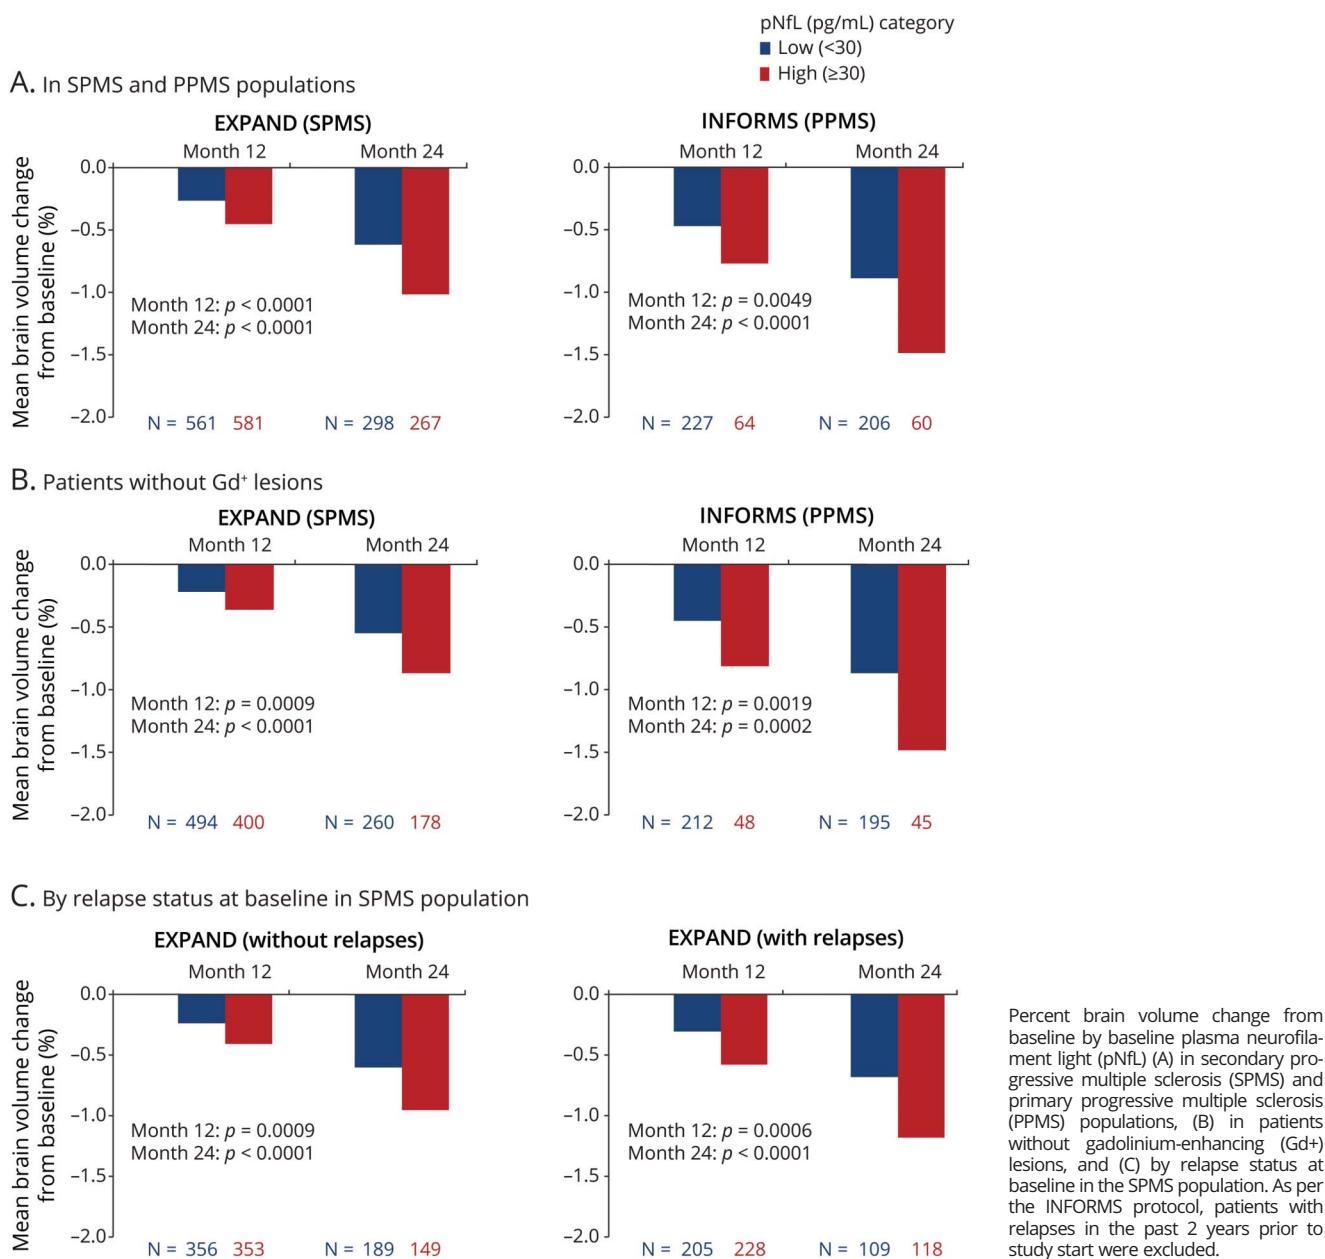 pNfL (pg/mL) category
Low (<30)
High (≥30)
A. In SPMS and PPMS populations
EXPAND (SPMS)
Month 12 Month 24
Mean brain volume change
from baseline (%)
0.0
–0.5
–1.0
–1.5
–2.0
Month 12: p < 0.0001
Month 24: p < 0.0001
N = 561 581 N = 298 267
INFORMS (PPMS)
Month 12 Month 24
0.0
–0.5
–1.0
–1.5
–2.0
Month 12: p = 0.0049
Month 24: p < 0.0001
N = 227 64 N = 206 60
B. Patients without Gd⁺ lesions
EXPAND (SPMS)
Month 12 Month 24
Mean brain volume change
from baseline (%)
0.0
–0.5
–1.0
–1.5
–2.0
Month 12: p = 0.0009
Month 24: p < 0.0001
N = 494 400 N = 260 178
INFORMS (PPMS)
Month 12 Month 24
0.0
–0.5
–1.0
–1.5
–2.0
Month 12: p = 0.0019
Month 24: p = 0.0002
N = 212 48 N = 195 45
C. By relapse status at baseline in SPMS population
EXPAND (without relapses)
Month 12 Month 24
Mean brain volume change
from baseline (%)
0.0
–0.5
–1.0
–1.5
–2.0
Month 12: p = 0.0009
Month 24: p < 0.0001
N = 356 353 N = 189 149
EXPAND (with relapses)
Month 12 Month 24
0.0
–0.5
–1.0
–1.5
–2.0
Month 12: p = 0.0006
Month 24: p < 0.0001
N = 205 228 N = 109 118
Percent brain volume change from
baseline by baseline plasma neurofila-
ment light (pNfL) (A) in secondary pro-
gressive multiple sclerosis (SPMS) and
primary progressive multiple sclerosis
(PPMS) populations, (B) in patients
without gadolinium-enhancing (Gd+)
lesions, and (C) by relapse status at
baseline in the SPMS population. As per
the INFORMS protocol, patients with
relapses in the past 2 years prior to
study start were excluded.